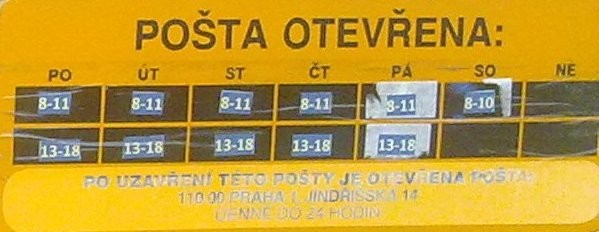 POŠTA OTEVŘENA:
PO ÚT ST ČT PÁ SO NE
8-11 8-11 8-11 8-11 8-11 8-10
13-18 13-18 13-18 13-18 13-18
PO UZAVŘENÍ TÉTO POŠTY JE OTEVŘENA POŠTA:
110 00 PRAHA 1, JINDŘIŠSKÁ 14
DENNĚ DO 24 HODIN